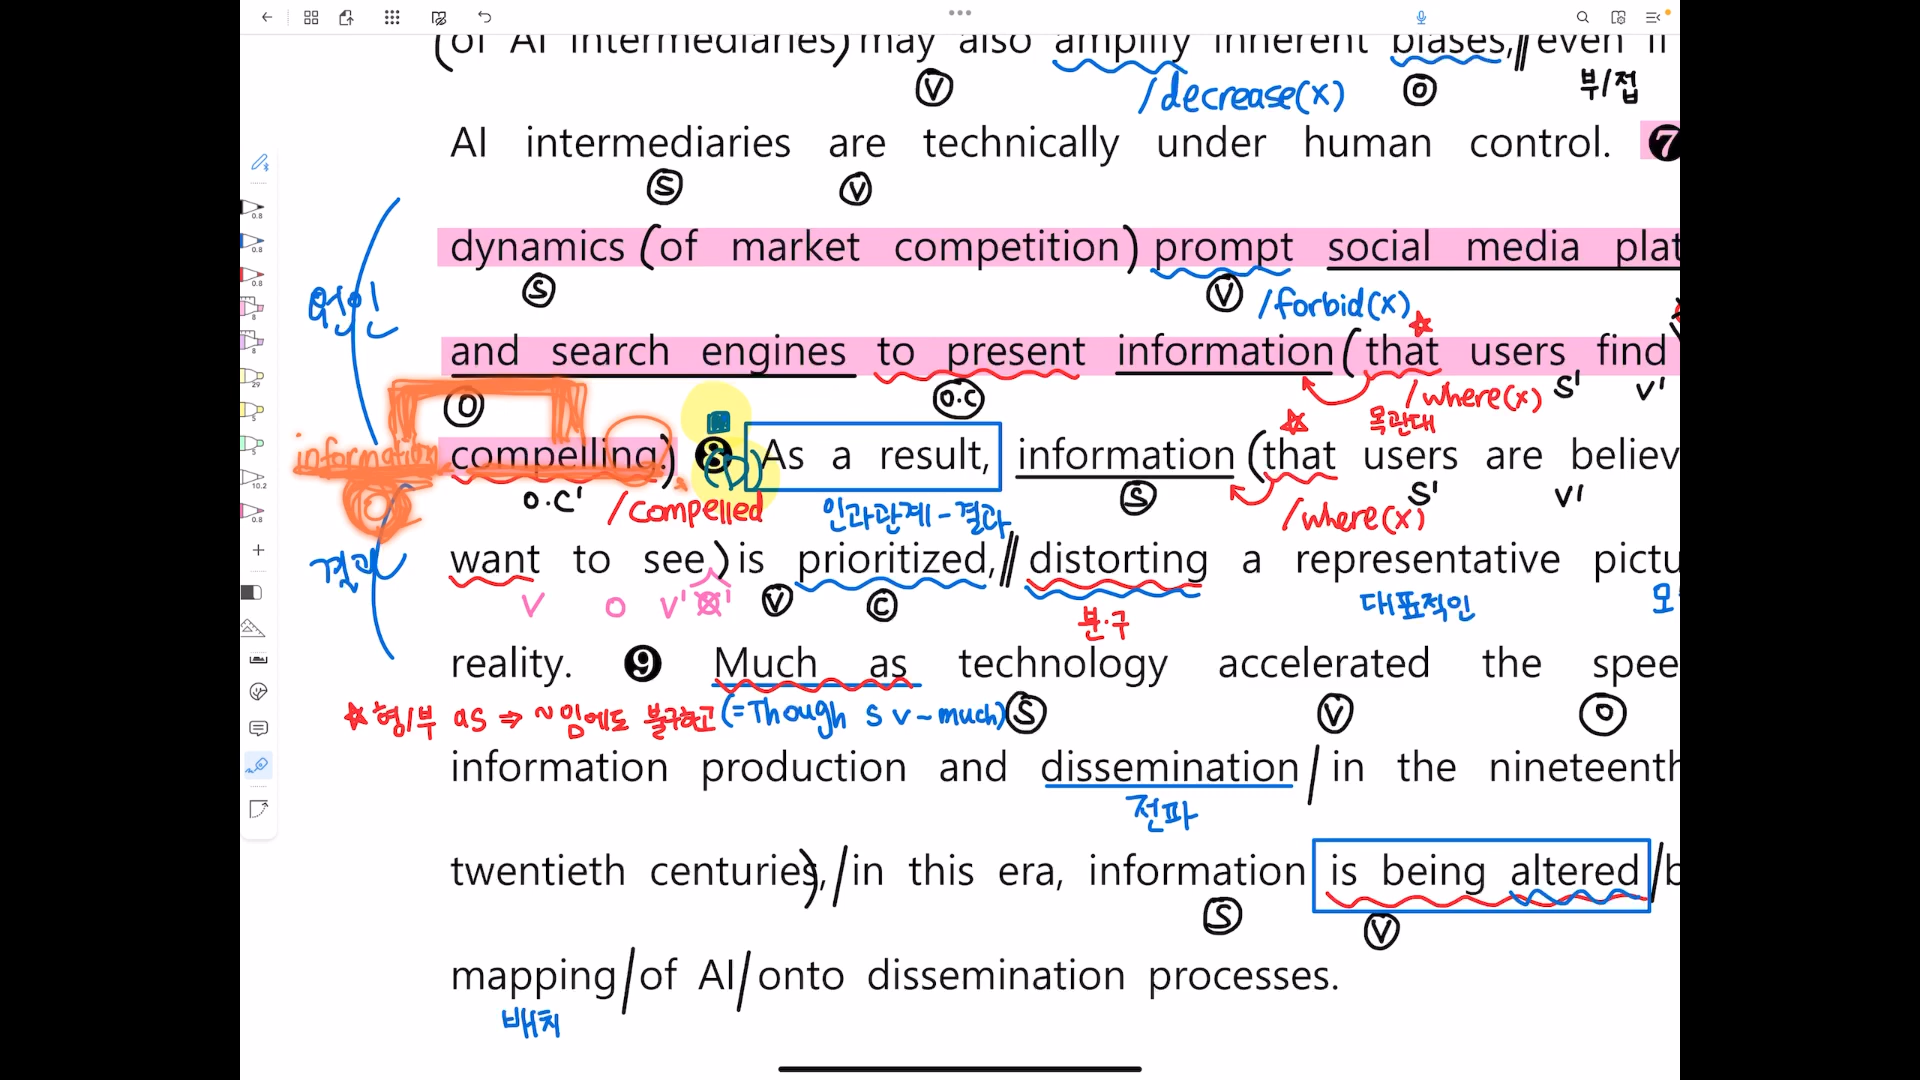 (of AI intermediaries) may also amplify inherent biases, // even if
V /decrease(x) O 부/접
AI intermediaries are technically under human control. ❼
S V
dynamics (of market competition) prompt social media plat
S V /forbid(x)
원인
and search engines to present information (that users find
O O.C /where(x) S' V'
목관대
information compelling.) ❽ As a result, information (that users are believ
O.C' /compelled 인과관계-결과 S /where(x) S' V'
결과
want to see,) is prioritized, // distorting a representative pictu
V O V' V C 분.구 대표적인 모
reality. ❾ Much as technology accelerated the spee
☆형/부 as ⇒ ~임에도 불구하고 (=Though S V ~ much) S V O
information production and dissemination / in the nineteenth
전파
twentieth centuries), / in this era, information is being altered / b
S V
mapping / of AI / onto dissemination processes.
배치